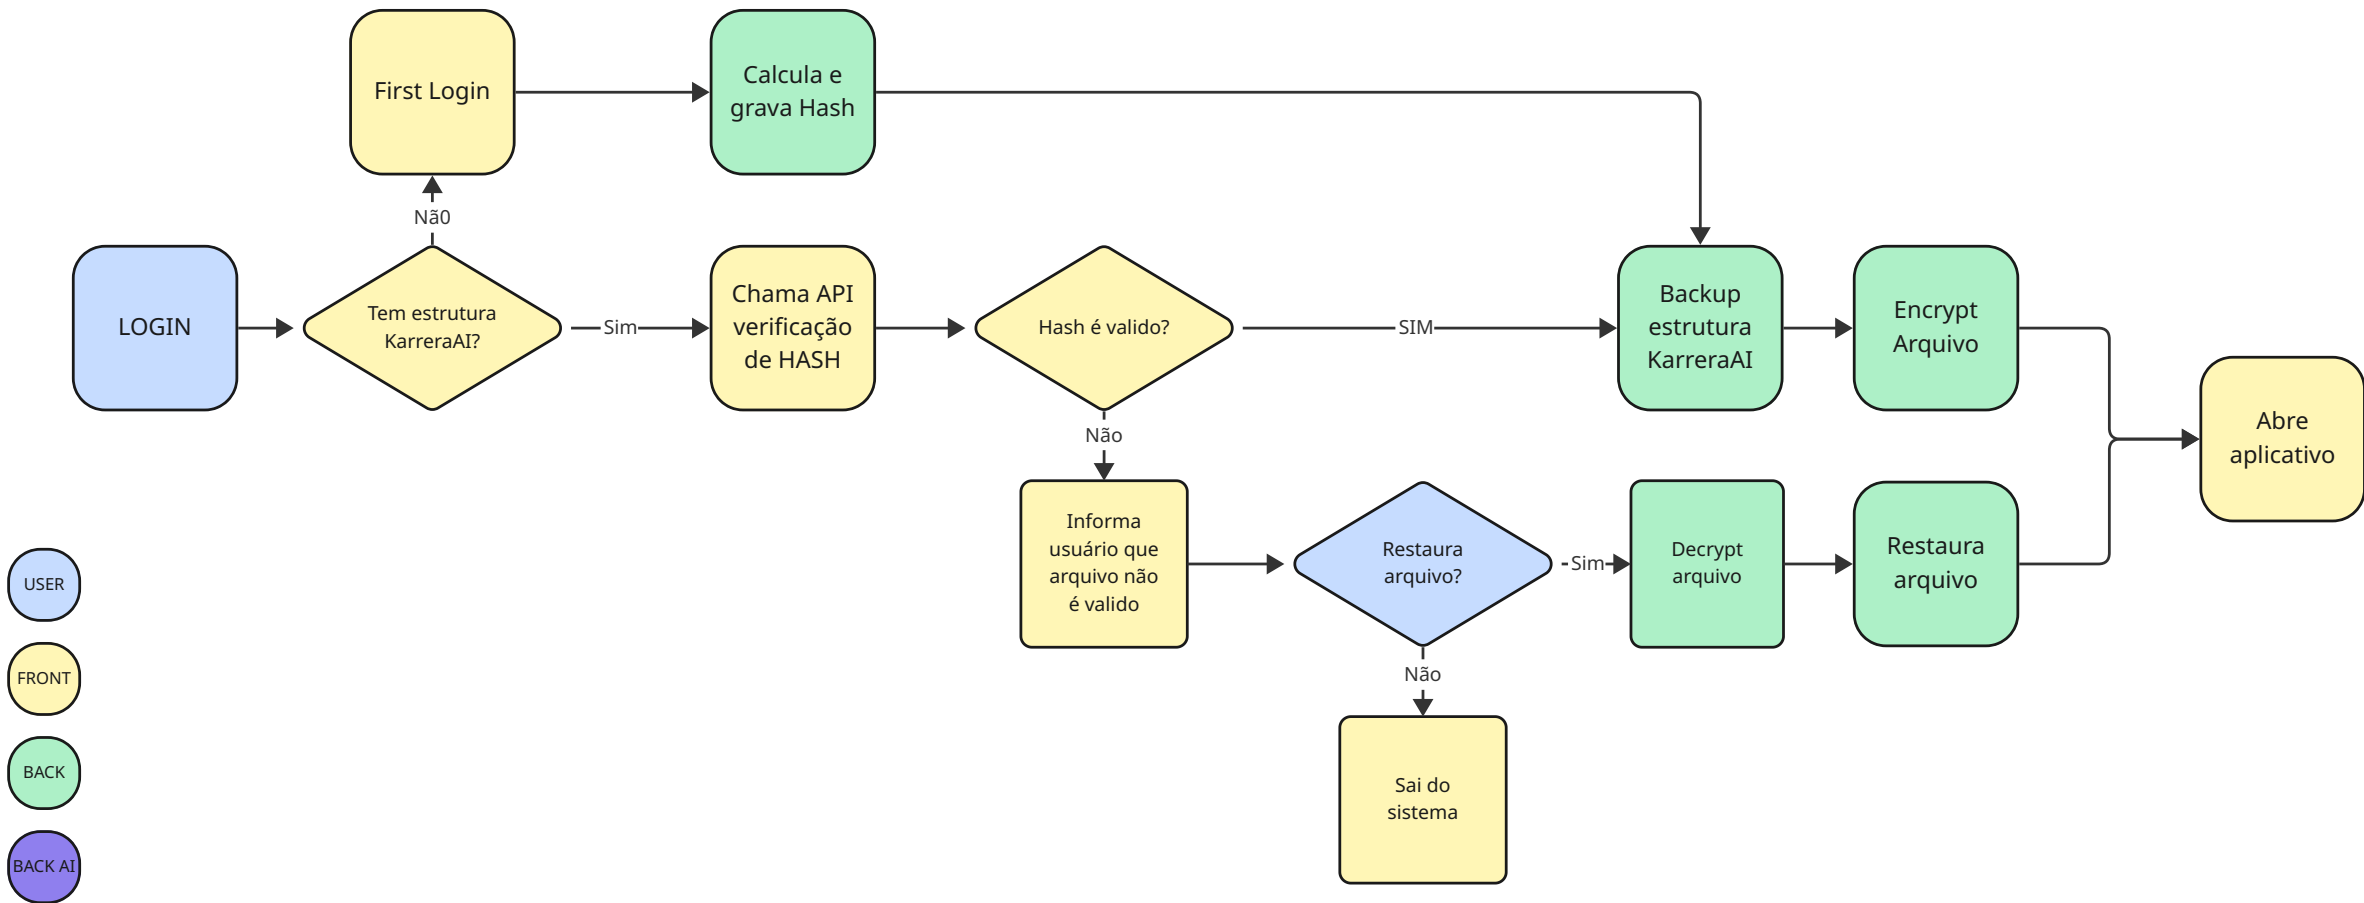 First Login
Calcula e
grava Hash
Nã0
LOGIN
Tem estrutura
KarreraAI?
Sim
Chama API
verificação
de HASH
Hash é valido?
SIM
Backup
estrutura
KarreraAI
Encrypt
Arquivo
Abre
aplicativo
Não
Informa
usuário que
arquivo não
é valido
Restaura
arquivo?
Sim
Decrypt
arquivo
Restaura
arquivo
Não
Sai do
sistema
USER
FRONT
BACK
BACK AI